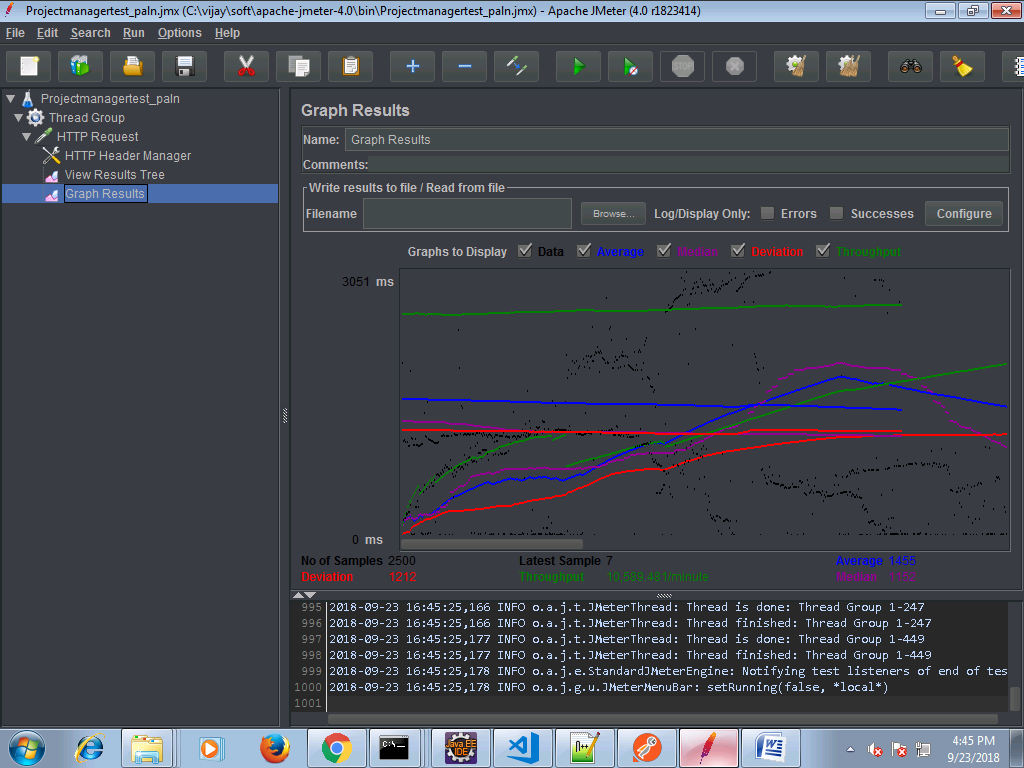 Projectmanagertest_paln.jmx (C:\vijay\soft\apache-jmeter-4.0\bin\Projectmanagertest_paln.jmx) - Apache JMeter (4.0 r1823414)
File Edit Search Run Options Help
STOP
Projectmanagertest_paln
Thread Group
HTTP Request
HTTP Header Manager
View Results Tree
Graph Results
Graph Results
Name: Graph Results
Comments:
Write results to file / Read from file
Filename Browse... Log/Display Only: Errors Successes Configure
Graphs to Display Data Average Median Deviation Throughput
3051 ms
0 ms
No of Samples 2500 Latest Sample 7 Average 1455
Deviation 1212 Throughput 10,589.481/minute Median
995 2018-09-23 16:45:25,166 INFO o.a.j.t.JMeterThread: Thread is done: Thread Group 1-247
996 2018-09-23 16:45:25,166 INFO o.a.j.t.JMeterThread: Thread finished: Thread Group 1-247
997 2018-09-23 16:45:25,177 INFO o.a.j.t.JMeterThread: Thread is done: Thread Group 1-449
998 2018-09-23 16:45:25,177 INFO o.a.j.t.JMeterThread: Thread finished: Thread Group 1-449
999 2018-09-23 16:45:25,178 INFO o.a.j.e.StandardJMeterEngine: Notifying test listeners of end of tes
1000 2018-09-23 16:45:25,178 INFO o.a.j.g.u.JMeterMenuBar: setRunning(false, *local*)
1001
C:\_
Java EE
IDE
4:45 PM
9/23/2018